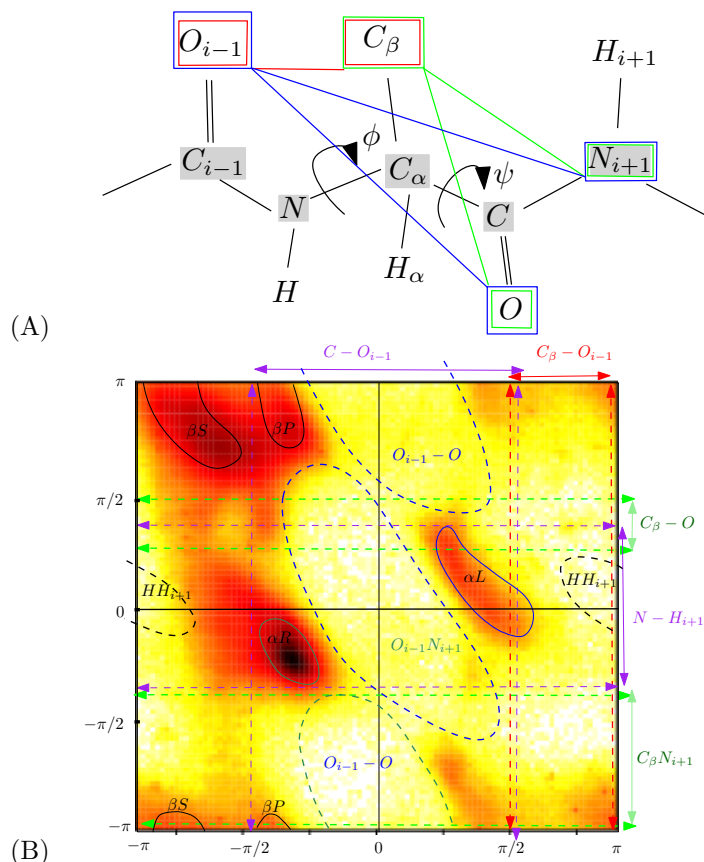 O_{i−1} C_β H_{i+1}
ϕ
C_{i−1} C_α N_{i+1}
ψ
N C
H H_α
O
(A)
C − O_{i−1} C_β − O_{i−1}
π
βS βP
O_{i−1} − O
π/2
C_β − O
HH_{i+1} αL HH_{i+1}
0 N − H_{i+1}
αR O_{i−1}N_{i+1}
−π/2
O_{i−1} − O C_βN_{i+1}
βS βP
−π
(B)
−π −π/2 0 π/2 π